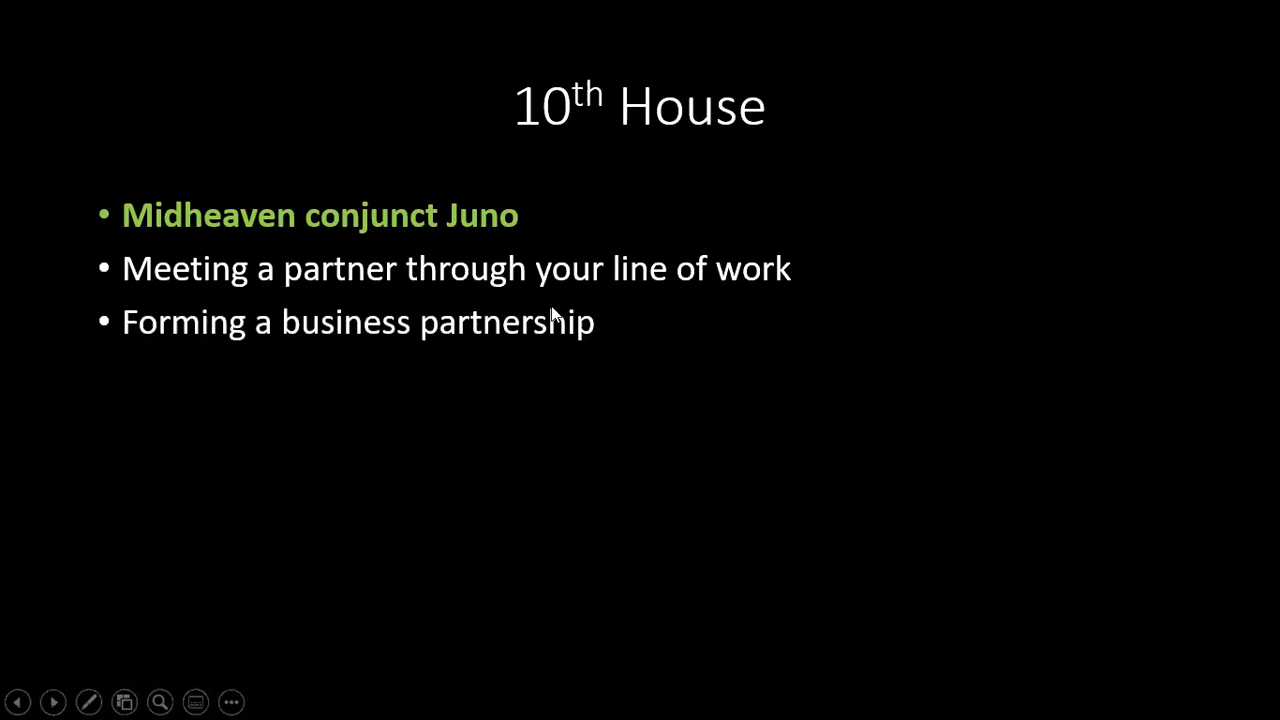 10th House
• Midheaven conjunct Juno
• Meeting a partner through your line of work
• Forming a business partnership